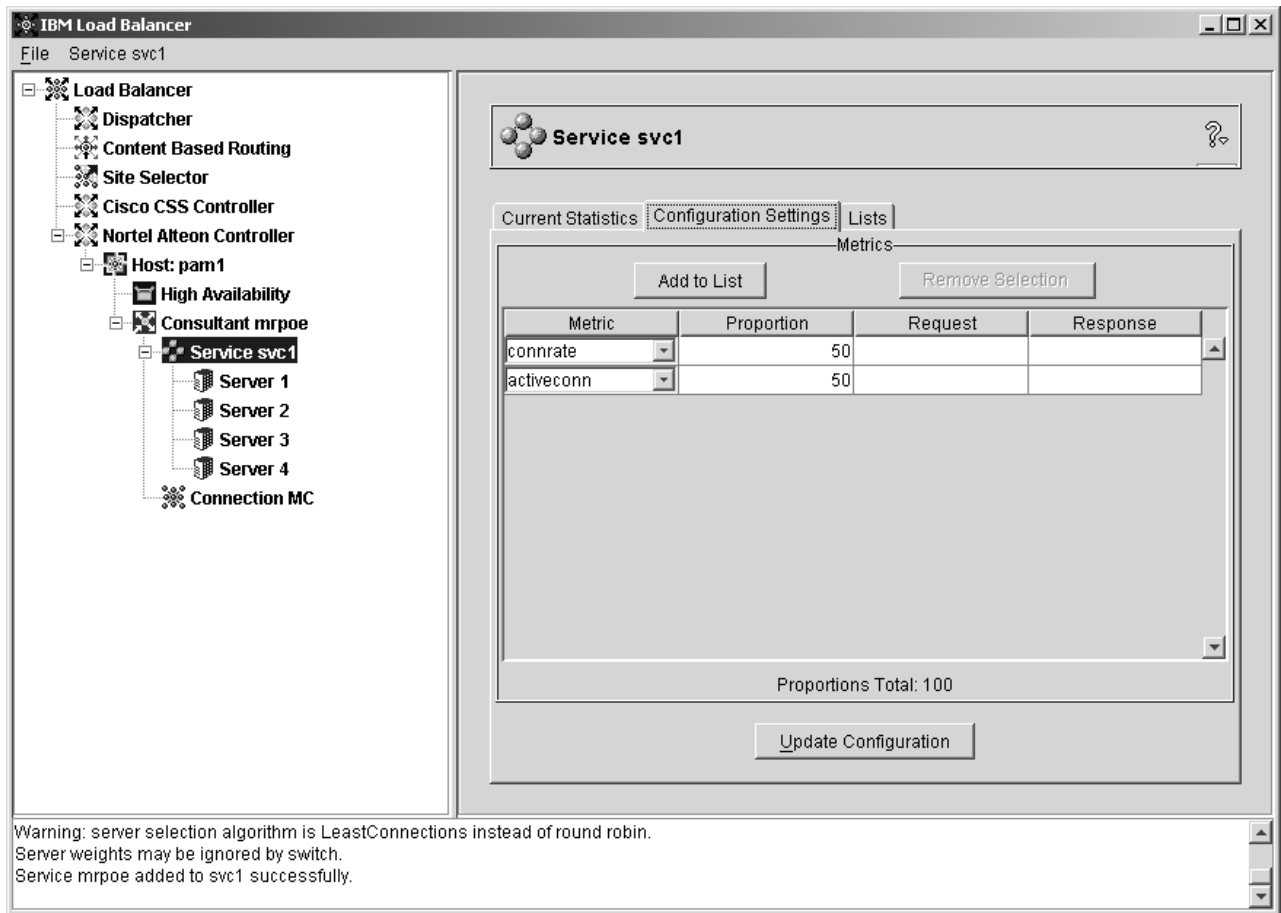 IBM Load Balancer
File Service svc1
Load Balancer
Dispatcher
Content Based Routing
Site Selector
Cisco CSS Controller
Nortel Alteon Controller
Host: pam1
High Availability
Consultant mrpoe
Service svc1
Server 1
Server 2
Server 3
Server 4
Connection MC
Service svc1
?
Current Statistics Configuration Settings Lists
Metrics
Add to List Remove Selection
Metric Proportion Request Response
connrate 50
activeconn 50
Proportions Total: 100
Update Configuration
Warning: server selection algorithm is LeastConnections instead of round robin.
Server weights may be ignored by switch.
Service mrpoe added to svc1 successfully.